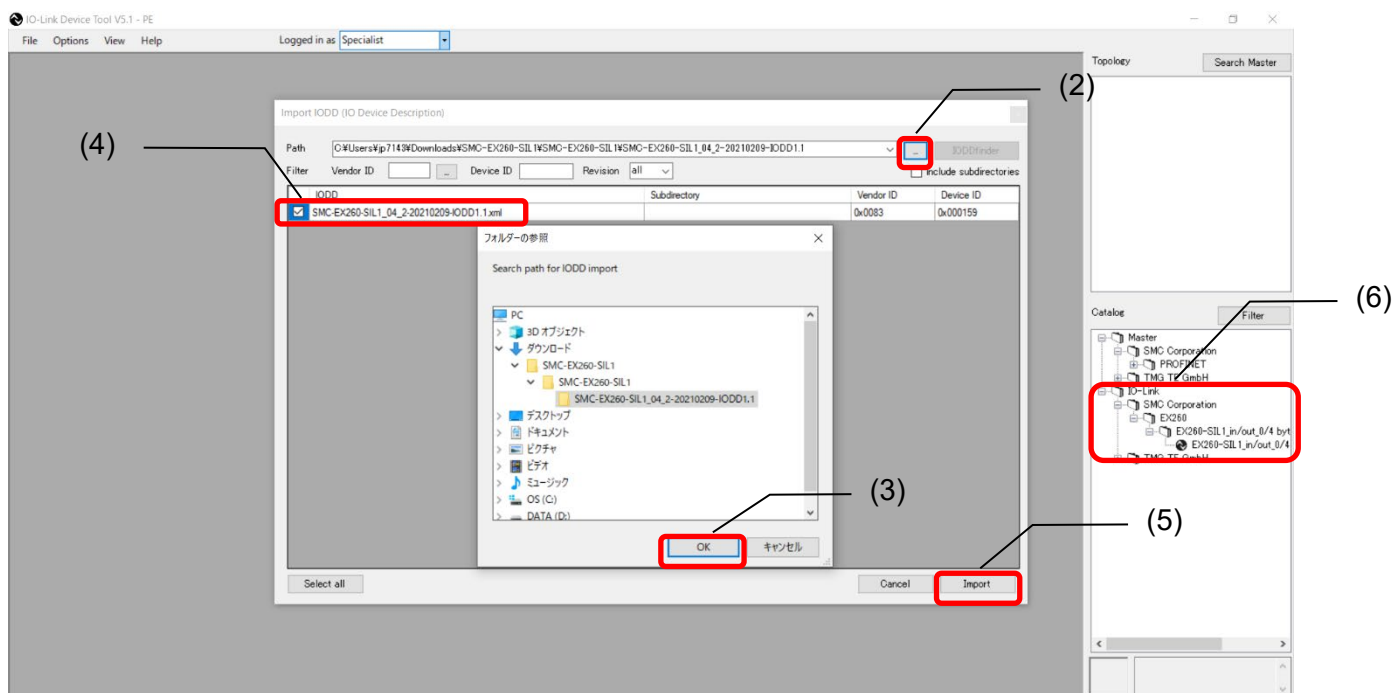 IO-Link Device Tool V5.1 - PE
File Options View Help Logged in as Specialist
Topology Search Master
(2)
Import IODD (IO Device Description)
(4)
Path C:¥Users¥jp7143¥Downloads¥SMC-EX260-SIL1¥SMC-EX260-SIL1¥SMC-EX260-SIL1_04_2-20210209-IODD1.1 ... IODDfinder
Filter Vendor ID ... Device ID Revision all include subdirectories
IODD Subdirectory Vendor ID Device ID
SMC-EX260-SIL1_04_2-20210209-IODD1.1.xml 0x0083 0x000159
フォルダーの参照
Search path for IODD import
(6)
Catalog Filter
PC
3D オブジェクト
ダウンロード
SMC-EX260-SIL1
SMC-EX260-SIL1
SMC-EX260-SIL1_04_2-20210209-IODD1.1
デスクトップ
ドキュメント
ピクチャ
ビデオ
ミュージック
OS (C:)
DATA (D:)
Master
SMC Corporation
PROFINET
TMG TE GmbH
IO-Link
SMC Corporation
EX260
EX260-SIL1_in/out_0/4 byt
EX260-SIL1_in/out_0/4
TMG TE GmbH
(3)
OK キャンセル
(5)
Select all Cancel Import